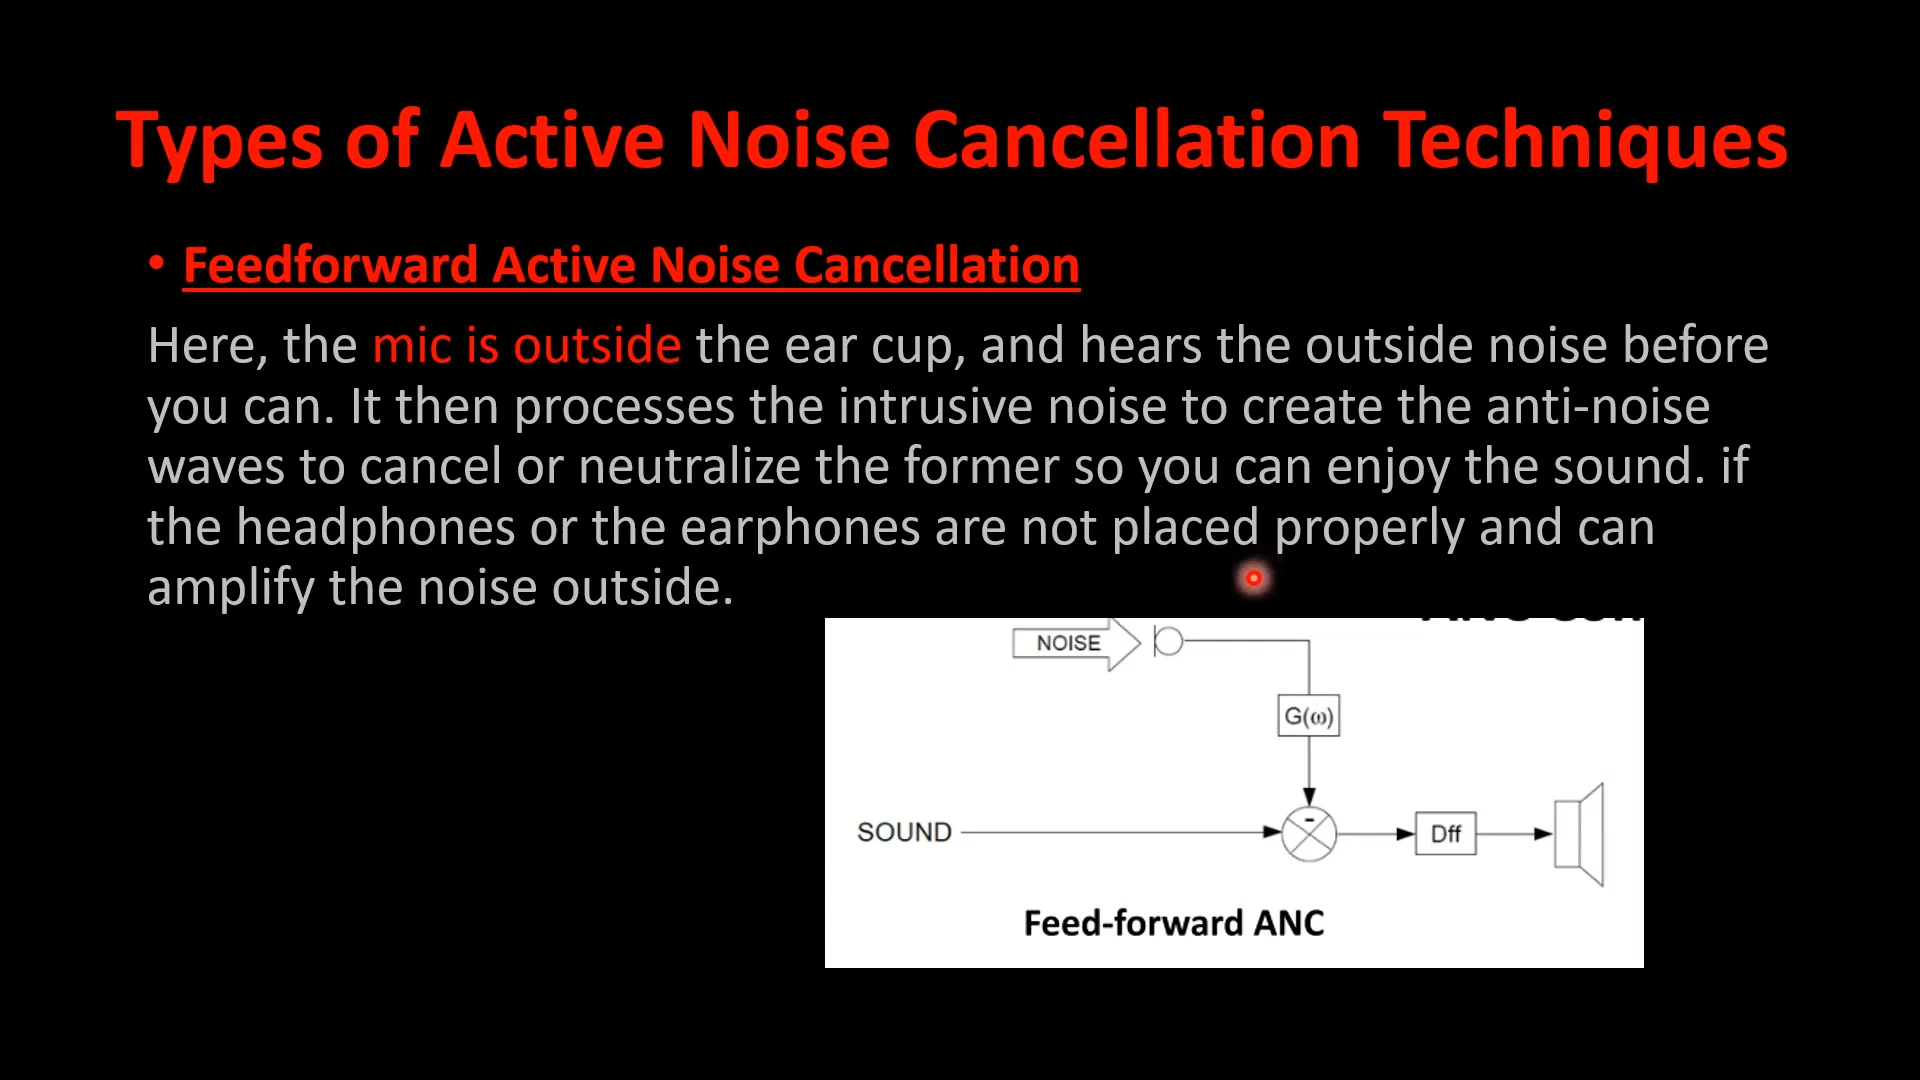 Types of Active Noise Cancellation Techniques
• Feedforward Active Noise Cancellation
Here, the mic is outside the ear cup, and hears the outside noise before
you can. It then processes the intrusive noise to create the anti-noise
waves to cancel or neutralize the former so you can enjoy the sound. if
the headphones or the earphones are not placed properly and can
amplify the noise outside.
NOISE
G(ω)
-
SOUND
Dff
Feed-forward ANC